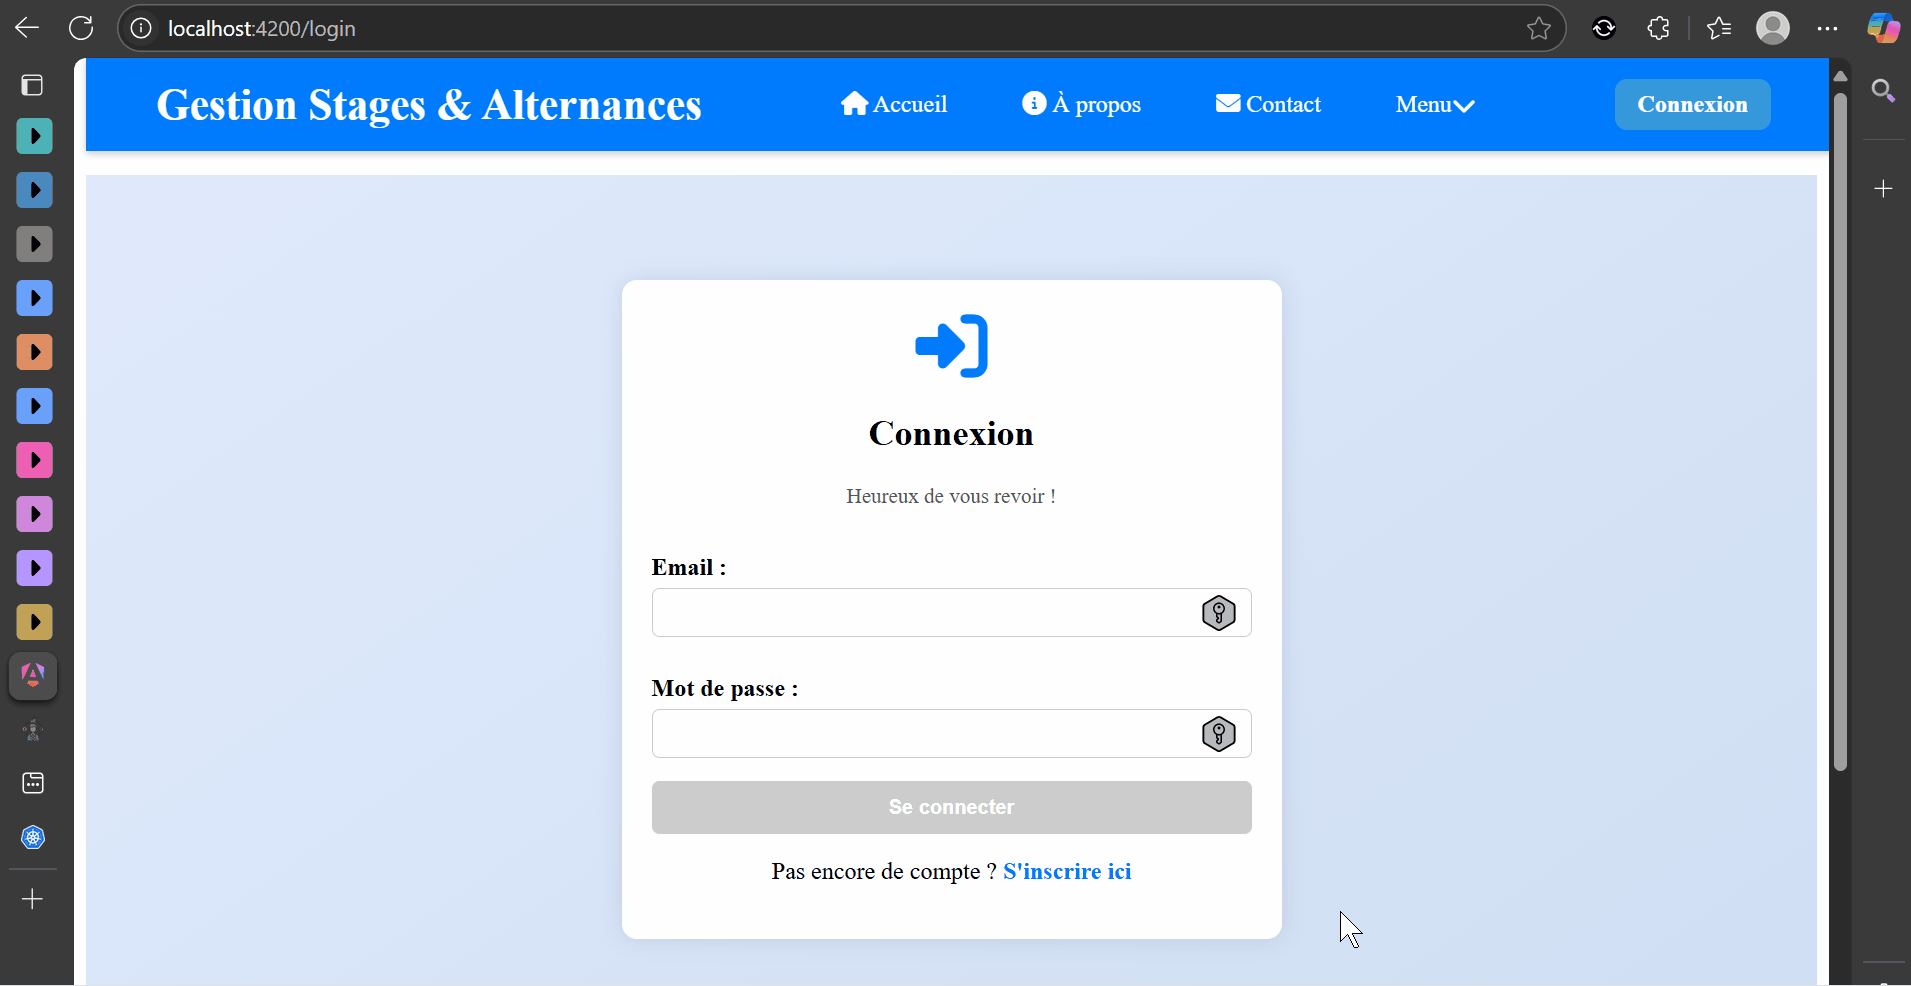 localhost:4200/login
Gestion Stages & Alternances
Accueil
À propos
Contact
Menu
Connexion
Connexion
Heureux de vous revoir !
Email :
Mot de passe :
Se connecter
Pas encore de compte ? S'inscrire ici